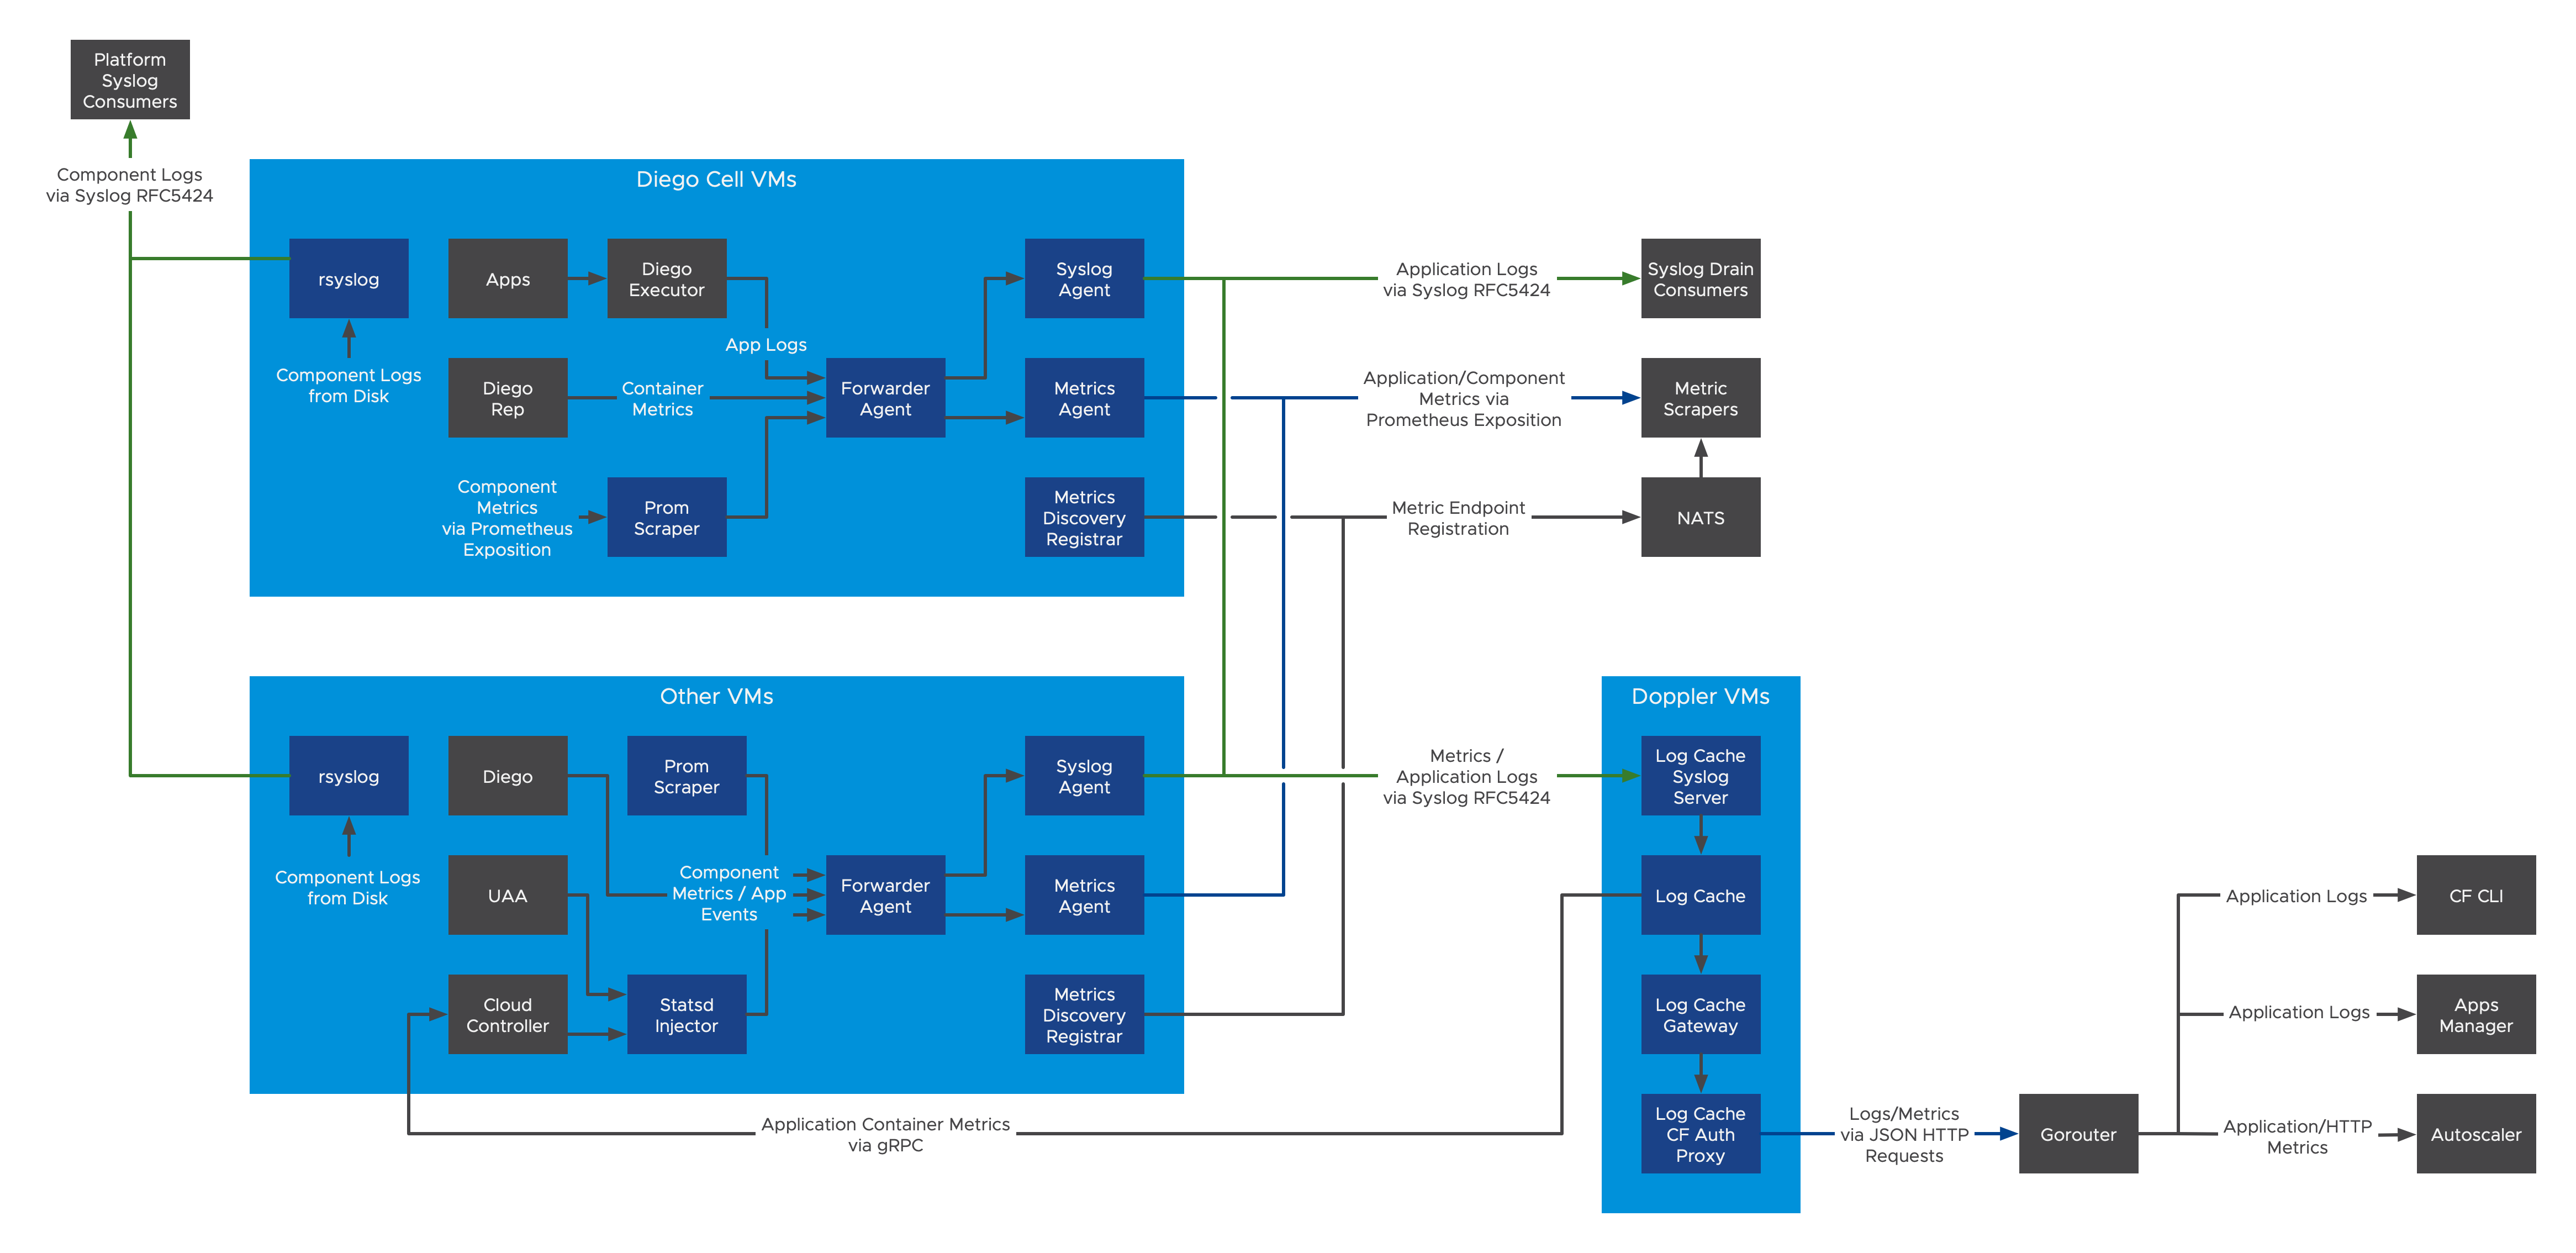 Platform
Syslog
Consumers
Component Logs
via Syslog RFC5424
Diego Cell VMs
rsyslog
Component Logs
from Disk
Apps
Diego
Executor
App Logs
Diego
Rep
Container
Metrics
Component
Metrics
via Prometheus
Exposition
Prom
Scraper
Forwarder
Agent
Syslog
Agent
Metrics
Agent
Metrics
Discovery
Registrar
Application Logs
via Syslog RFC5424
Syslog Drain
Consumers
Application/Component
Metrics via
Prometheus Exposition
Metric
Scrapers
Metric Endpoint
Registration
NATS
Other VMs
rsyslog
Component Logs
from Disk
Diego
UAA
Cloud
Controller
Prom
Scraper
Component
Metrics / App
Events
Statsd
Injector
Forwarder
Agent
Syslog
Agent
Metrics
Agent
Metrics
Discovery
Registrar
Metrics /
Application Logs
via Syslog RFC5424
Application Container Metrics
via gRPC
Doppler VMs
Log Cache
Syslog
Server
Log Cache
Log Cache
Gateway
Log Cache
CF Auth
Proxy
Logs/Metrics
via JSON HTTP
Requests
Gorouter
Application Logs
CF CLI
Application Logs
Apps
Manager
Application/HTTP
Metrics
Autoscaler